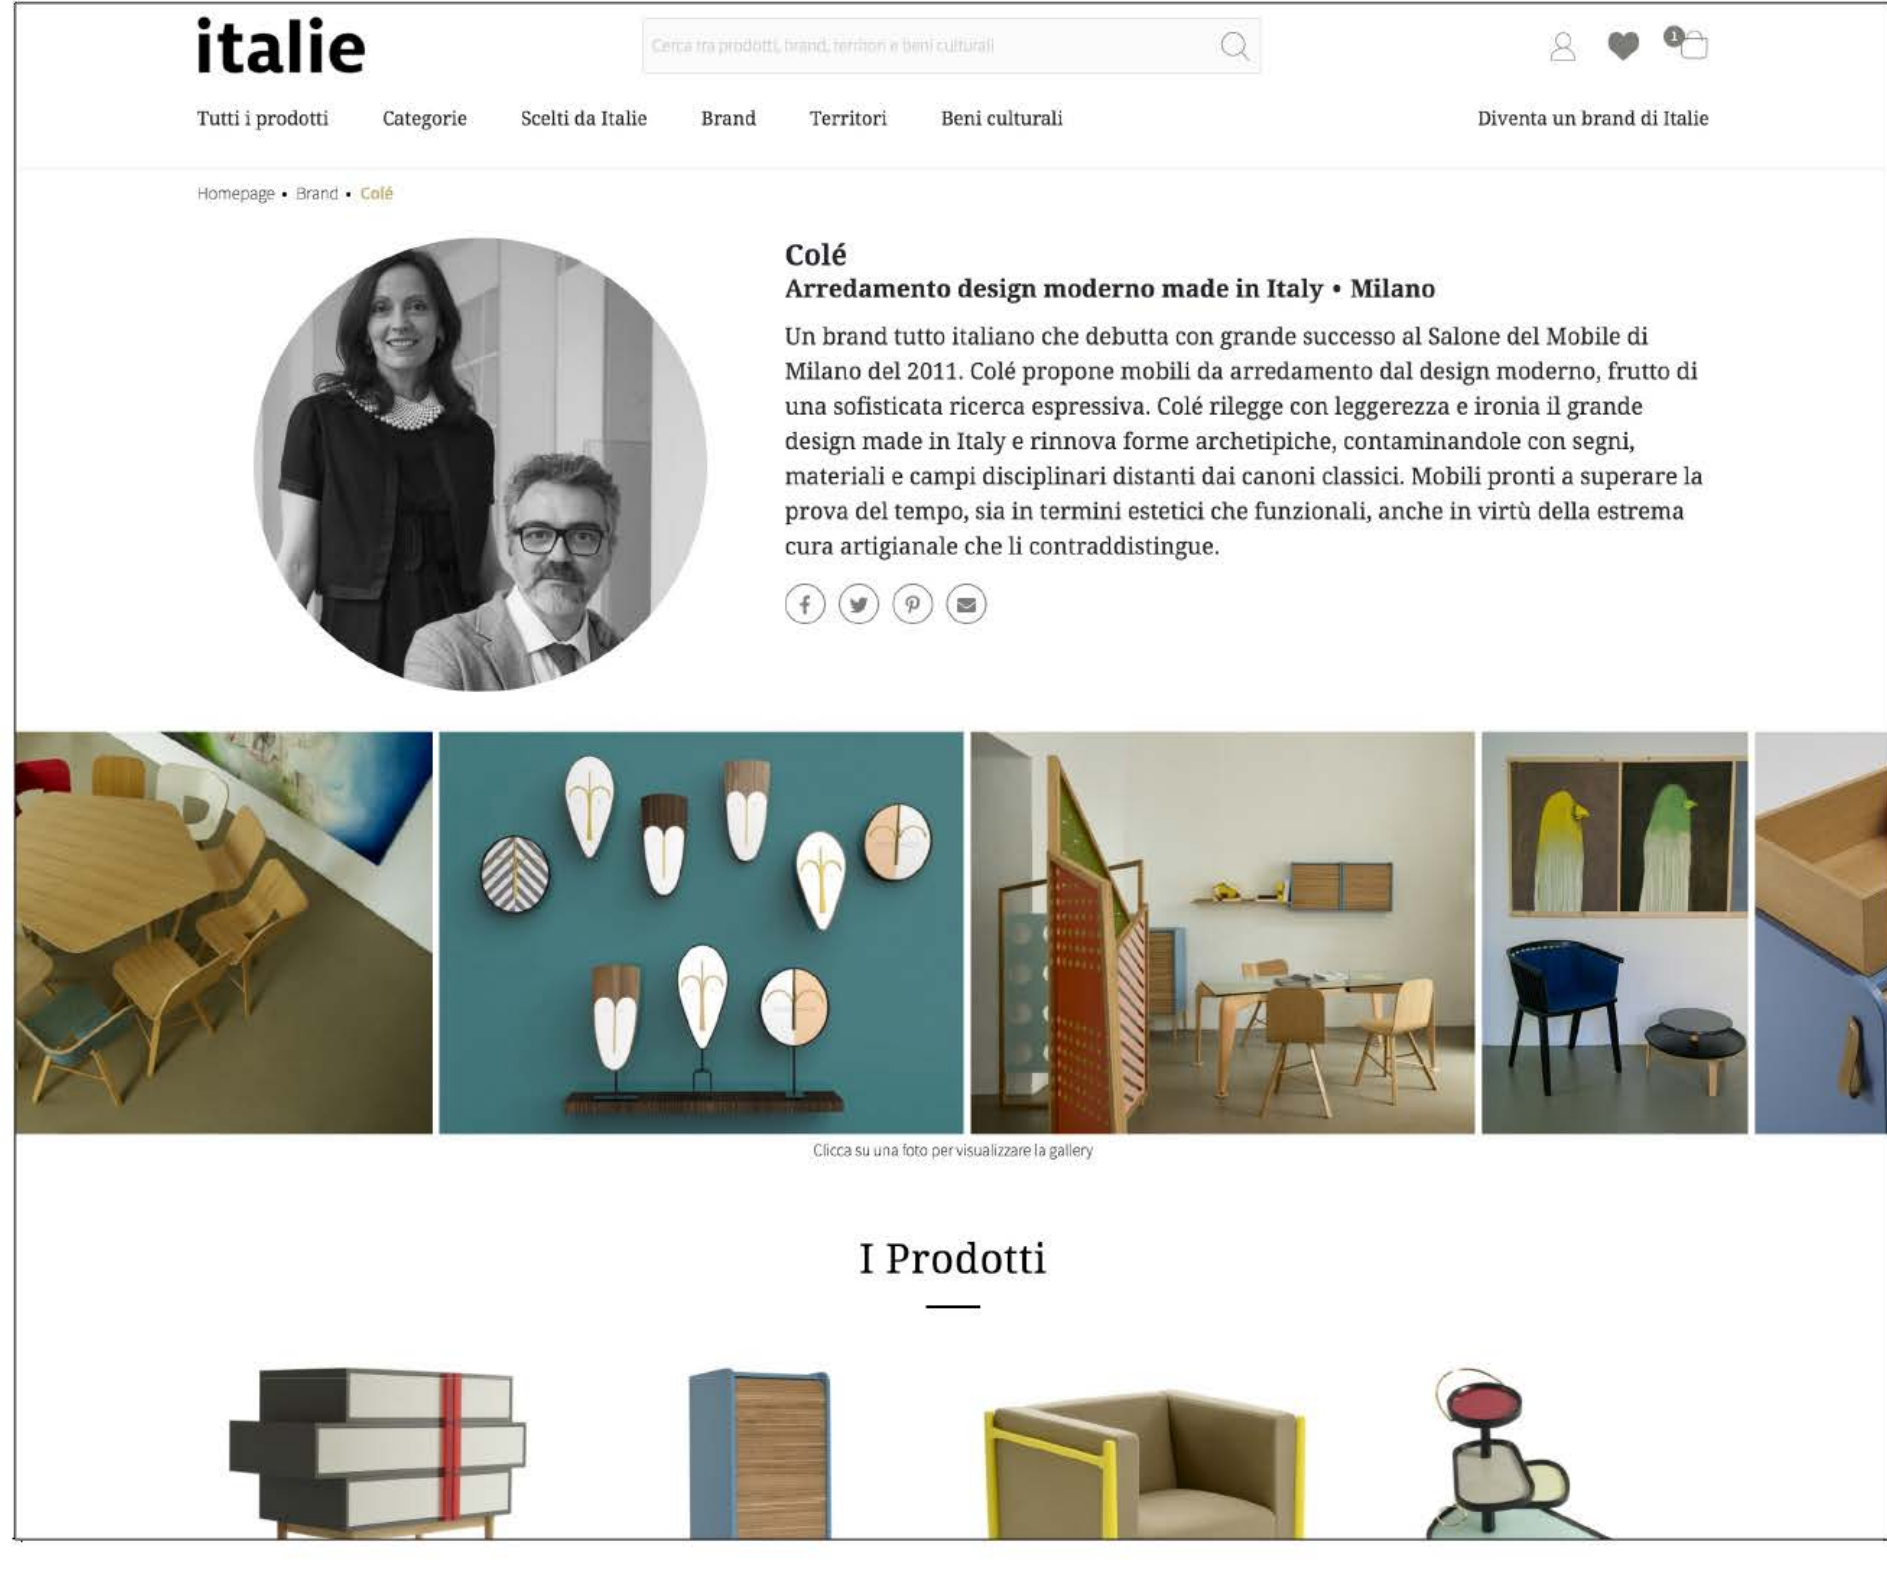 italie
Cerca tra prodotti, brand, territori e beni culturali
1
Tutti i prodotti Categorie Scelti da Italie Brand Territori Beni culturali Diventa un brand di Italie
Homepage • Brand • Colé
Colé
Arredamento design moderno made in Italy • Milano
Un brand tutto italiano che debutta con grande successo al Salone del Mobile di
Milano del 2011. Colé propone mobili da arredamento dal design moderno, frutto di
una sofisticata ricerca espressiva. Colé rilegge con leggerezza e ironia il grande
design made in Italy e rinnova forme archetipiche, contaminandole con segni,
materiali e campi disciplinari distanti dai canoni classici. Mobili pronti a superare la
prova del tempo, sia in termini estetici che funzionali, anche in virtù della estrema
cura artigianale che li contraddistingue.
Clicca su una foto per visualizzare la gallery
I Prodotti